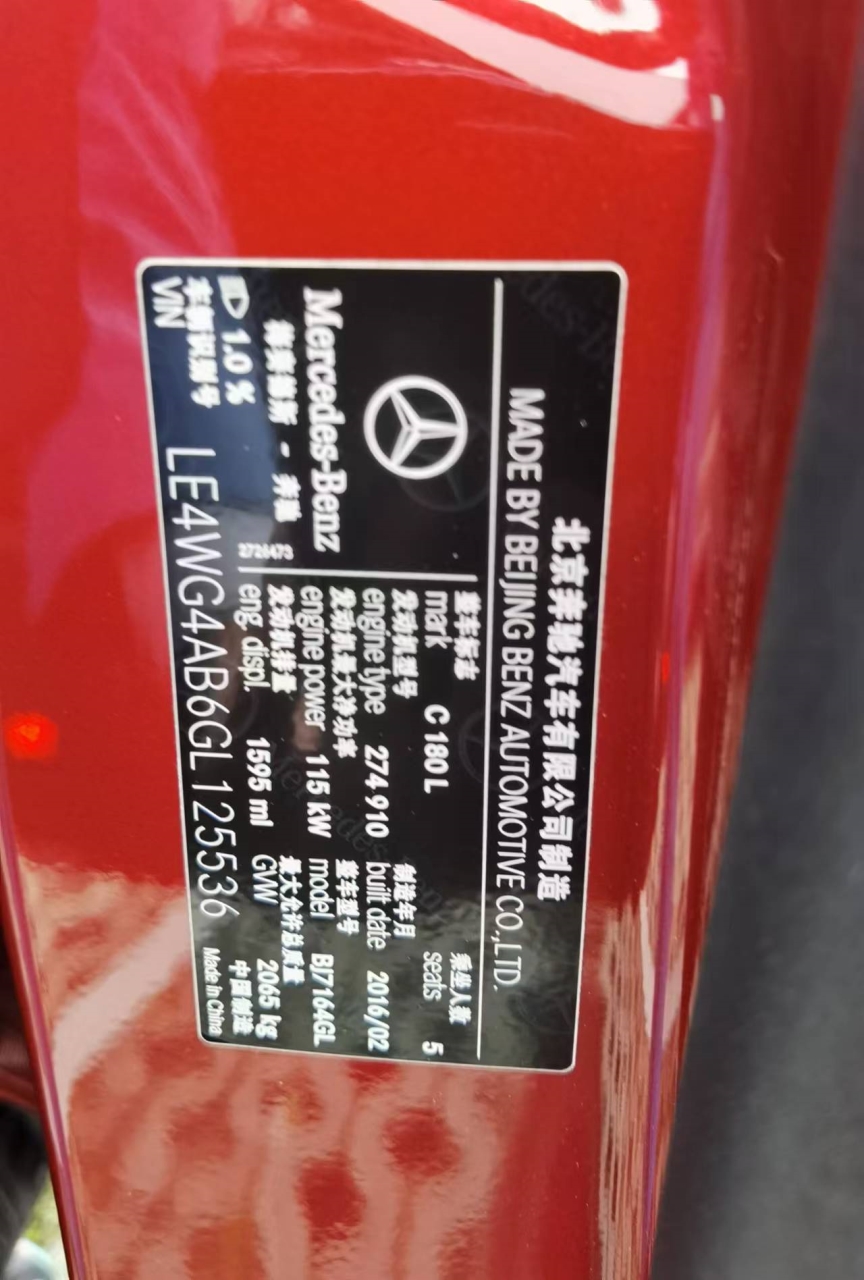 北京奔驰汽车有限公司制造
MADE BY BEIJING BENZ AUTOMOTIVE CO.,LTD.
Mercedes-Benz
梅赛德斯 - 奔驰
2726473
整车标志
mark C 180 L
乘坐人数
seats 5
发动机型号
engine type 274 910
制造年月
built date 2016/02
发动机最大净功率
engine power 115 kW
整车型号
model BJ7164GL
发动机排量
eng. displ. 1595 ml
最大允许总质量
GVW 2065 kg
1.0 %
车辆识别号
VIN LE4WG4AB6GL125536
中国制造
Made in China